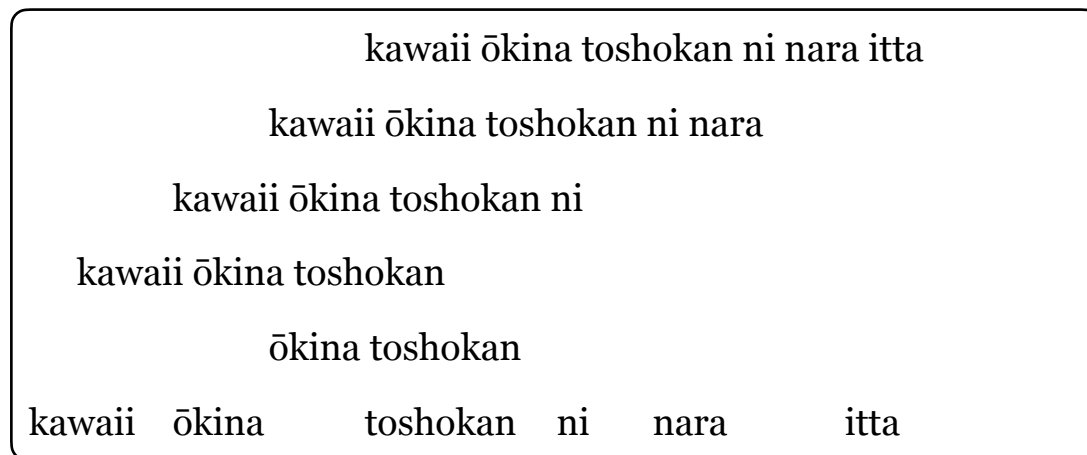 kawaii ōkina toshokan ni nara itta
kawaii ōkina toshokan ni nara
kawaii ōkina toshokan ni
kawaii ōkina toshokan
ōkina toshokan
kawaii ōkina toshokan ni nara itta